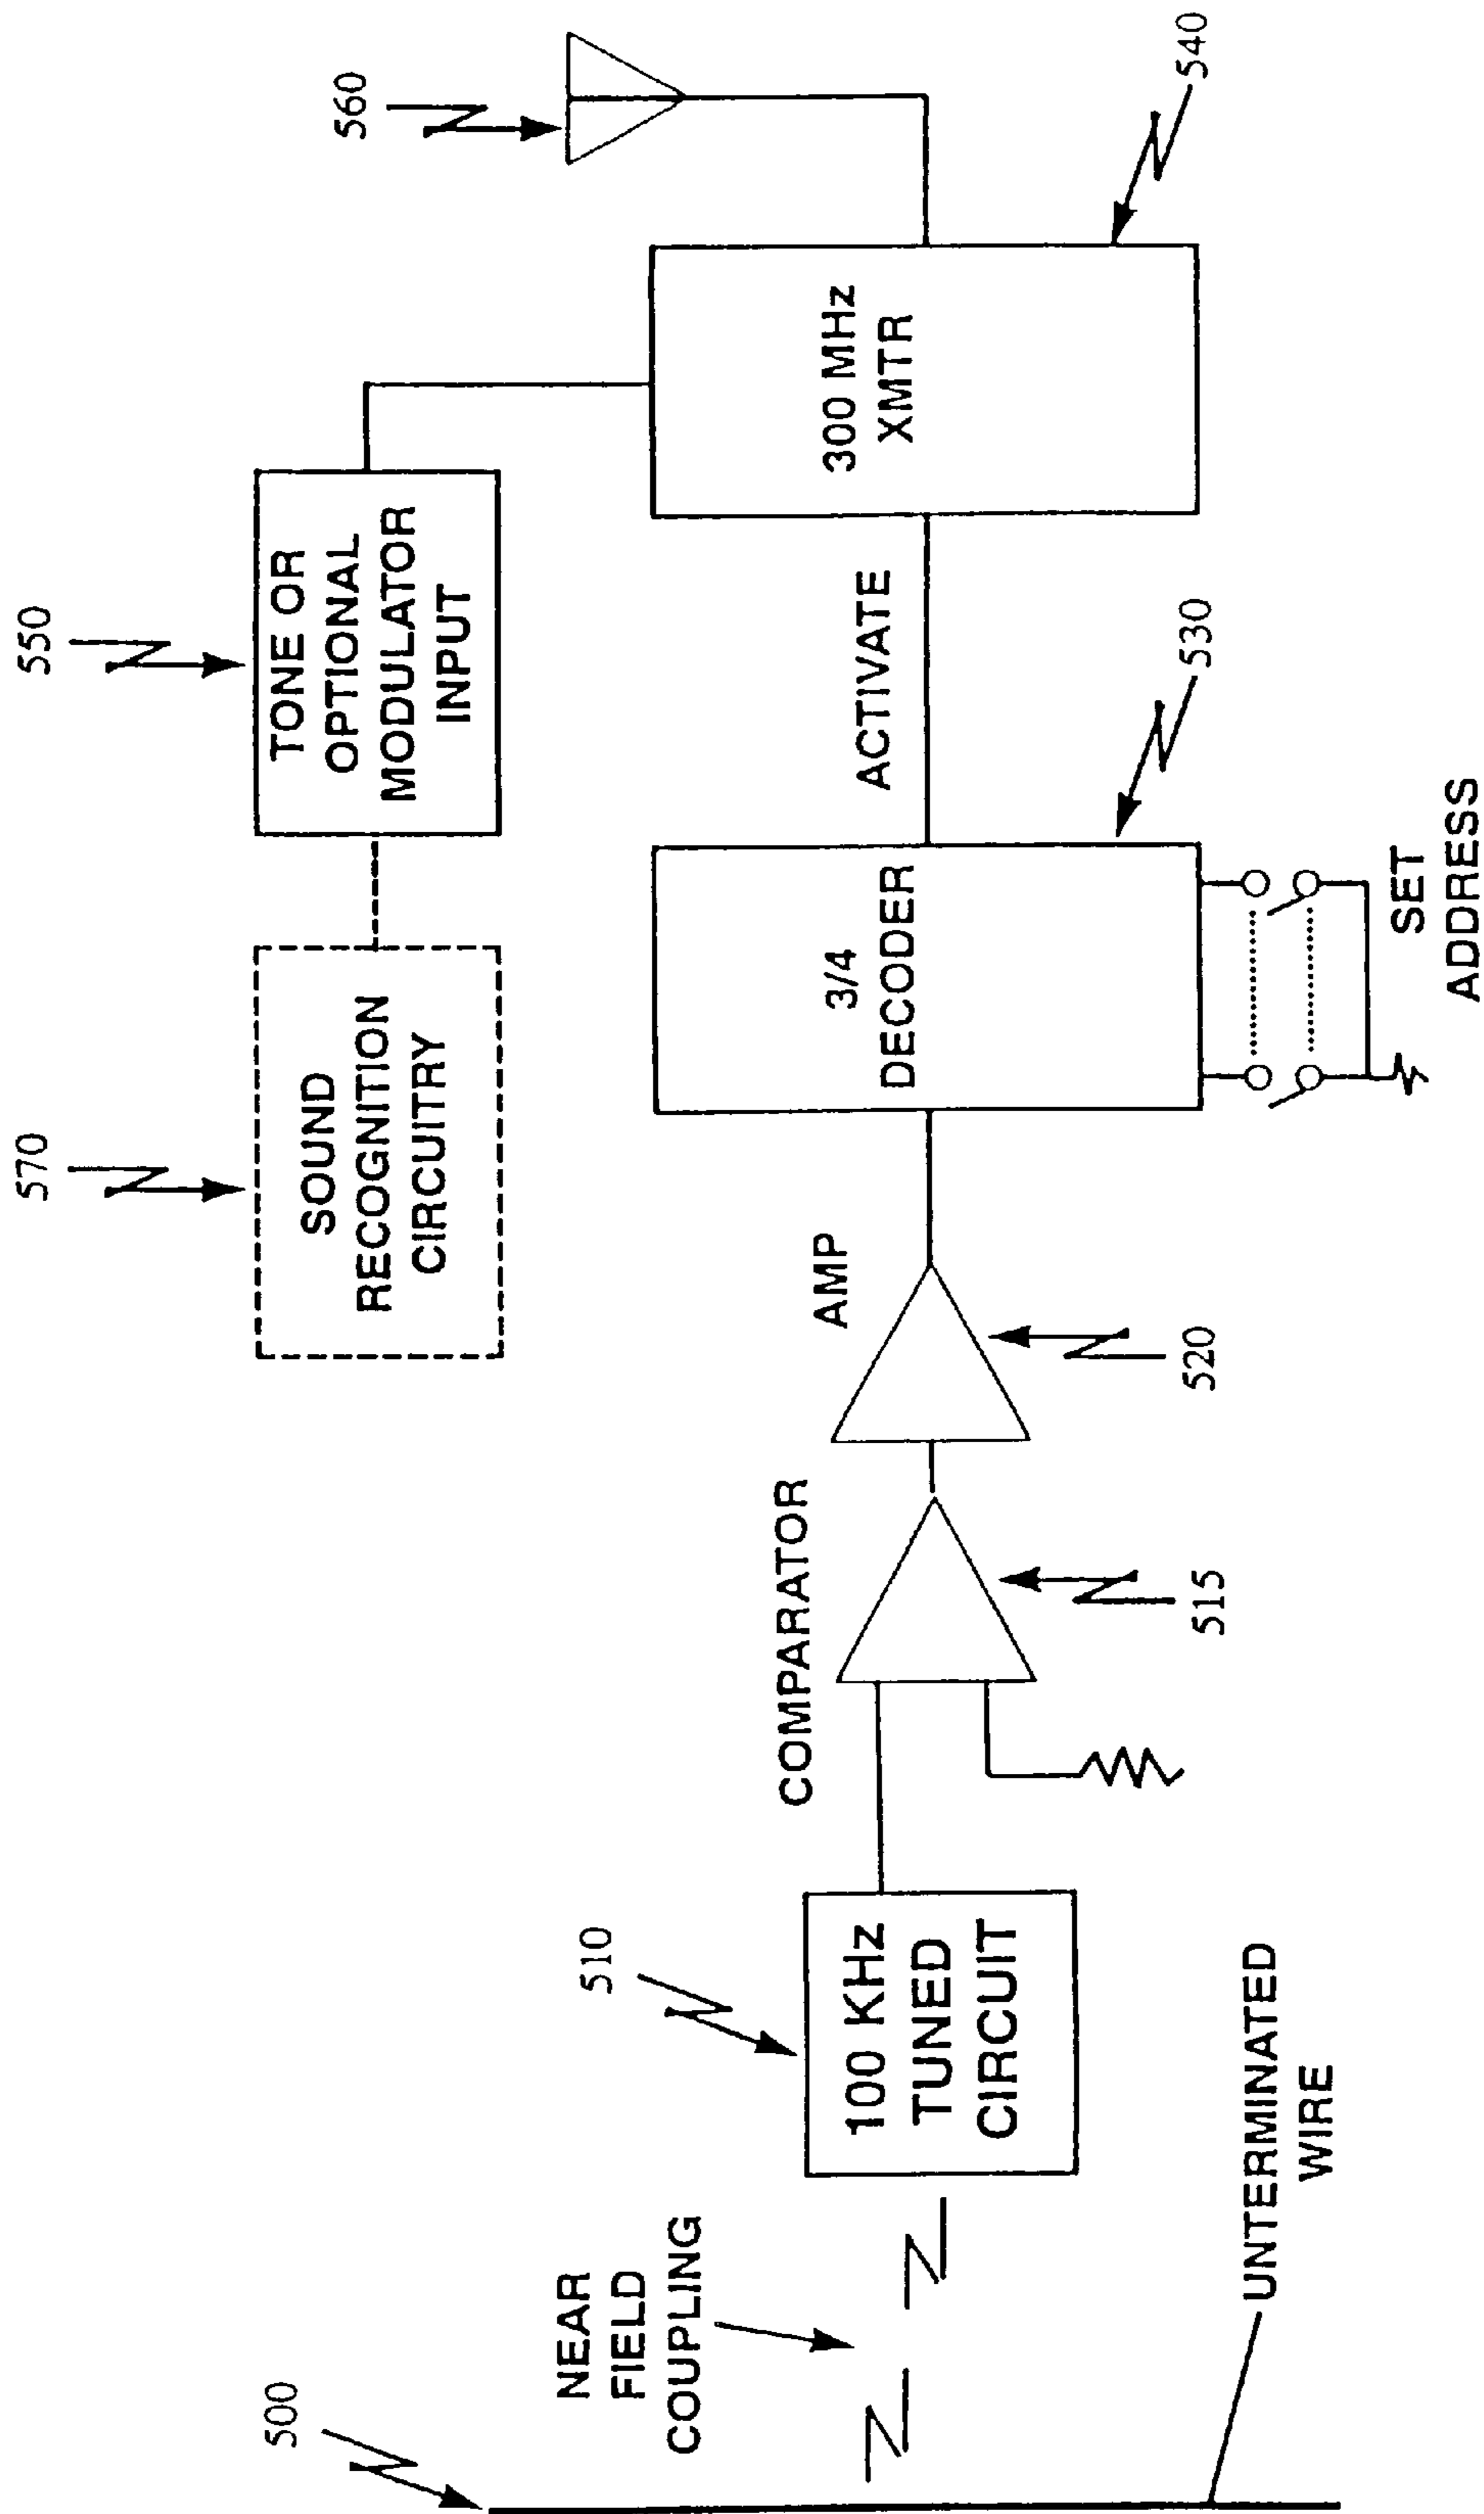 570
550
560
SOUND
RECOGNITION
CIRCUITRY
TONE OR
OPTIONAL
MODULATOR
INPUT
500
NEAR
FIELD
COUPLING
510
100 KHz
TUNED
CIRCUIT
COMPARATOR
515
AMP
520
3/4
DECODER
530
ACTIVATE
300 MHz
XMTR
540
UNTERMINATED
WIRE
SET
ADDRESS